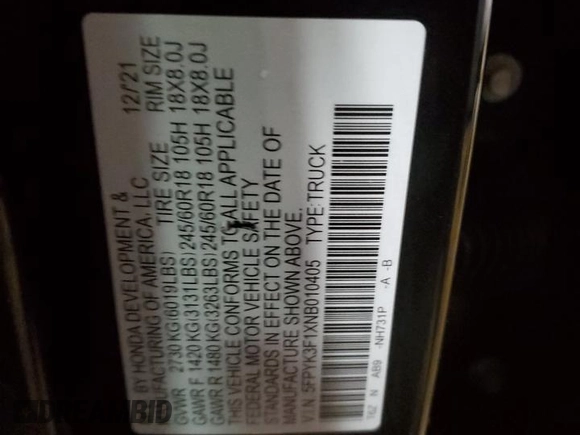 BY HONDA DEVELOPMENT & 12/'21
MANUFACTURING OF AMERICA, LLC
TIRE SIZE RIM SIZE
GVWR 2730 KG(6019LBS)
GAWR F 1420 KG(3131LBS)245/60R18 105H 18X8.0J
GAWR R 1480 KG(3263LBS)245/60R18 105H 18X8.0J
THIS VEHICLE CONFORMS TO ALL APPLICABLE
FEDERAL MOTOR VEHICLE SAFETY
STANDARDS IN EFFECT ON THE DATE OF
MANUFACTURE SHOWN ABOVE.
V.I.N.:5FPYK3F1XNB010405 TYPE:TRUCK
T6Z N AB9 -NH731P -A -B
DREAMBID